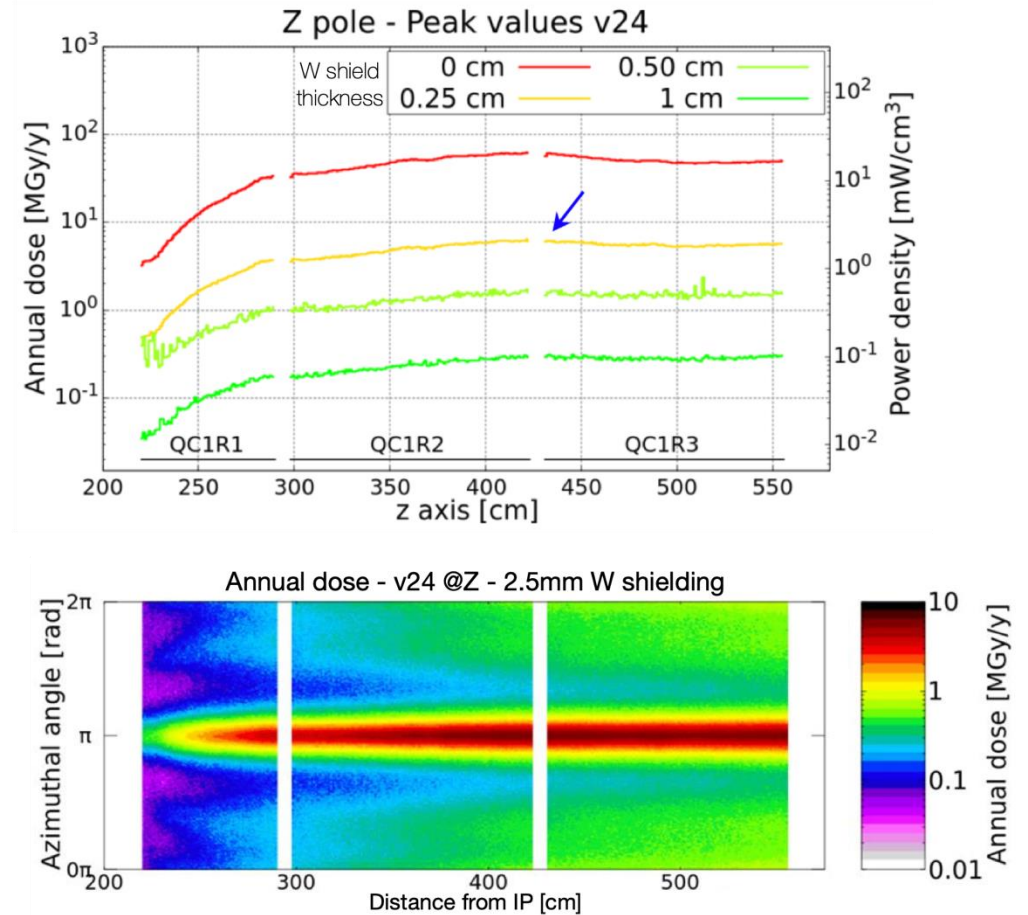 Z pole - Peak values v24
W shield thickness
0 cm
0.25 cm
0.50 cm
1 cm
Annual dose [MGy/y]
10³
10²
10¹
10⁰
10⁻¹
Power density [mW/cm³]
10²
10¹
10⁰
10⁻¹
10⁻²
QC1R1 QC1R2 QC1R3
200 250 300 350 400 450 500 550
z axis [cm]
Annual dose - v24 @Z - 2.5mm W shielding
Azimuthal angle [rad]
2π
π
0π
200 300 400 500
Distance from IP [cm]
10
1
0.1
0.01
Annual dose [MGy/y]